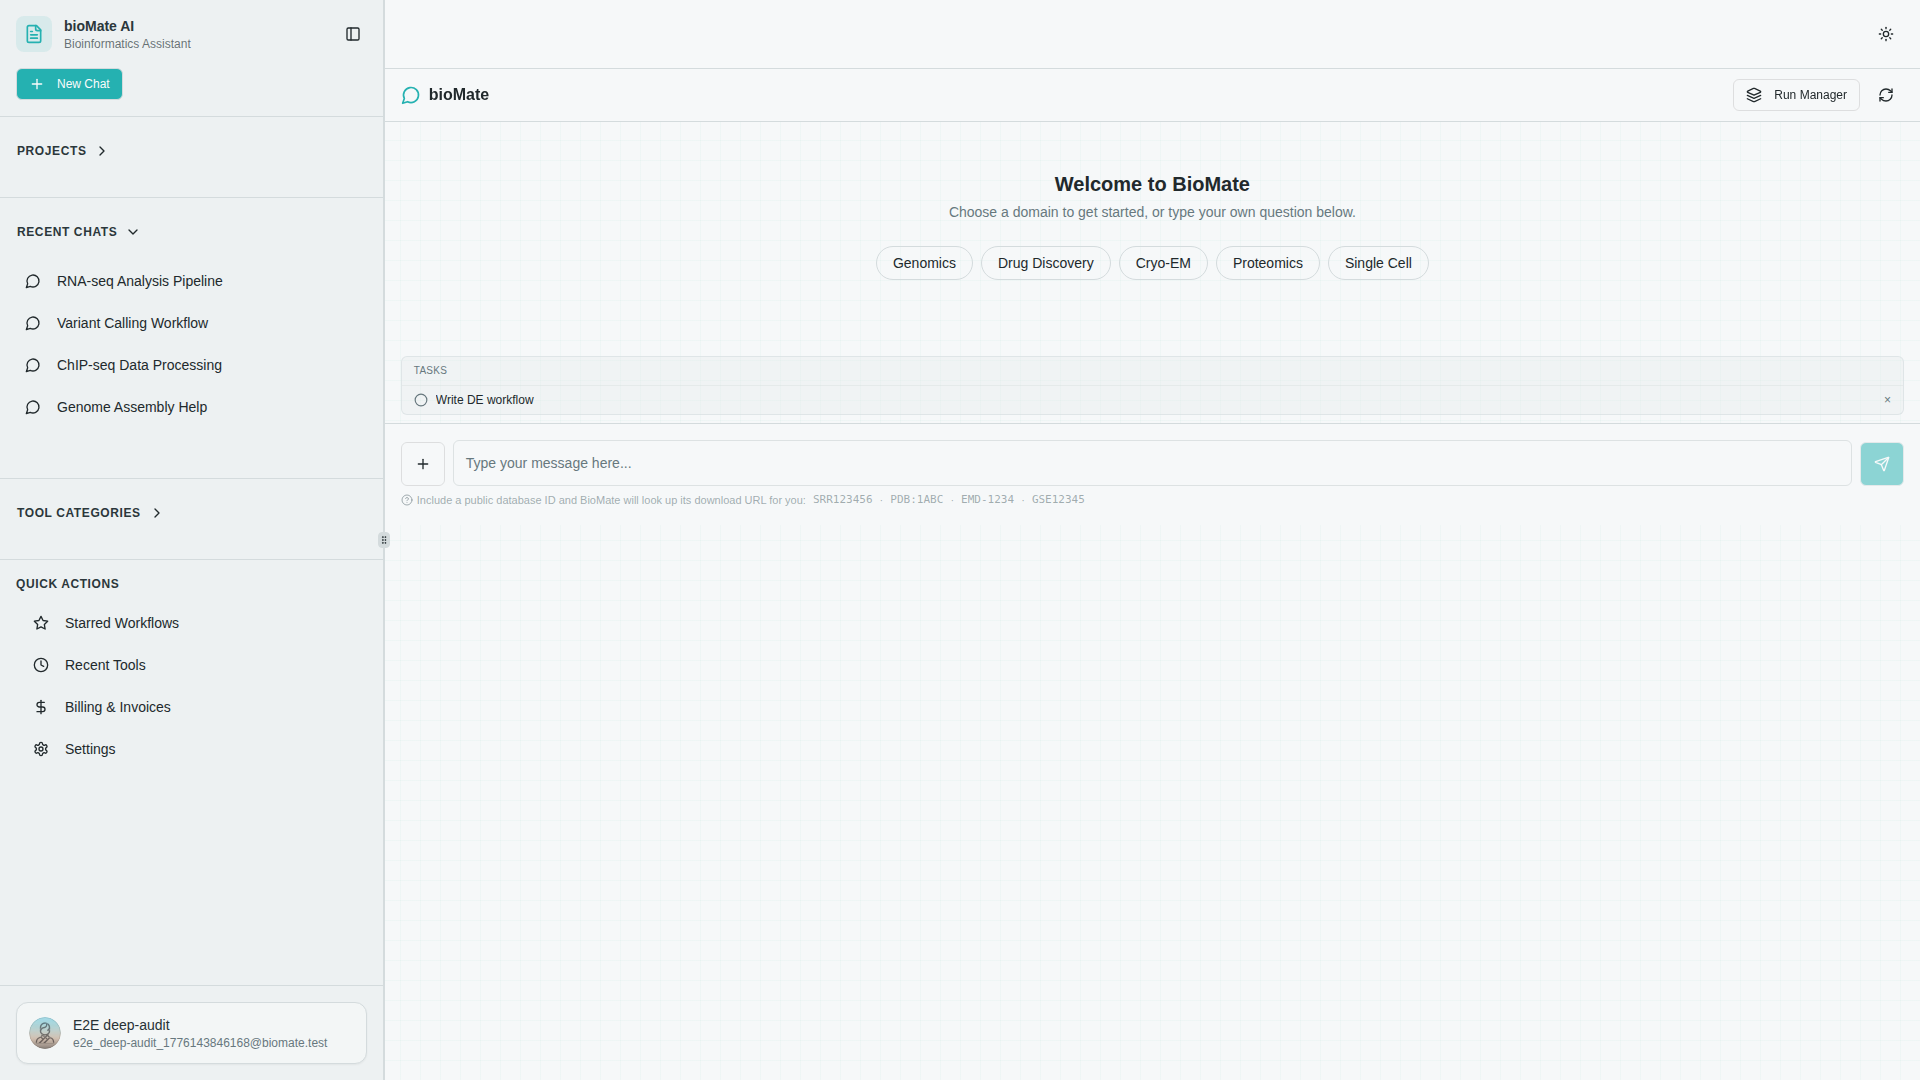 bioMate AI
Bioinformatics Assistant
New Chat
PROJECTS
RECENT CHATS
RNA-seq Analysis Pipeline
Variant Calling Workflow
ChIP-seq Data Processing
Genome Assembly Help
TOOL CATEGORIES
QUICK ACTIONS
Starred Workflows
Recent Tools
Billing & Invoices
Settings
E2E deep-audit
e2e_deep-audit_1776143846168@biomate.test
bioMate
Run Manager
Welcome to BioMate
Choose a domain to get started, or type your own question below.
Genomics Drug Discovery Cryo-EM Proteomics Single Cell
TASKS
Write DE workflow ×
Type your message here...
Include a public database ID and BioMate will look up its download URL for you: SRR123456 · PDB:1ABC · EMD-1234 · GSE12345